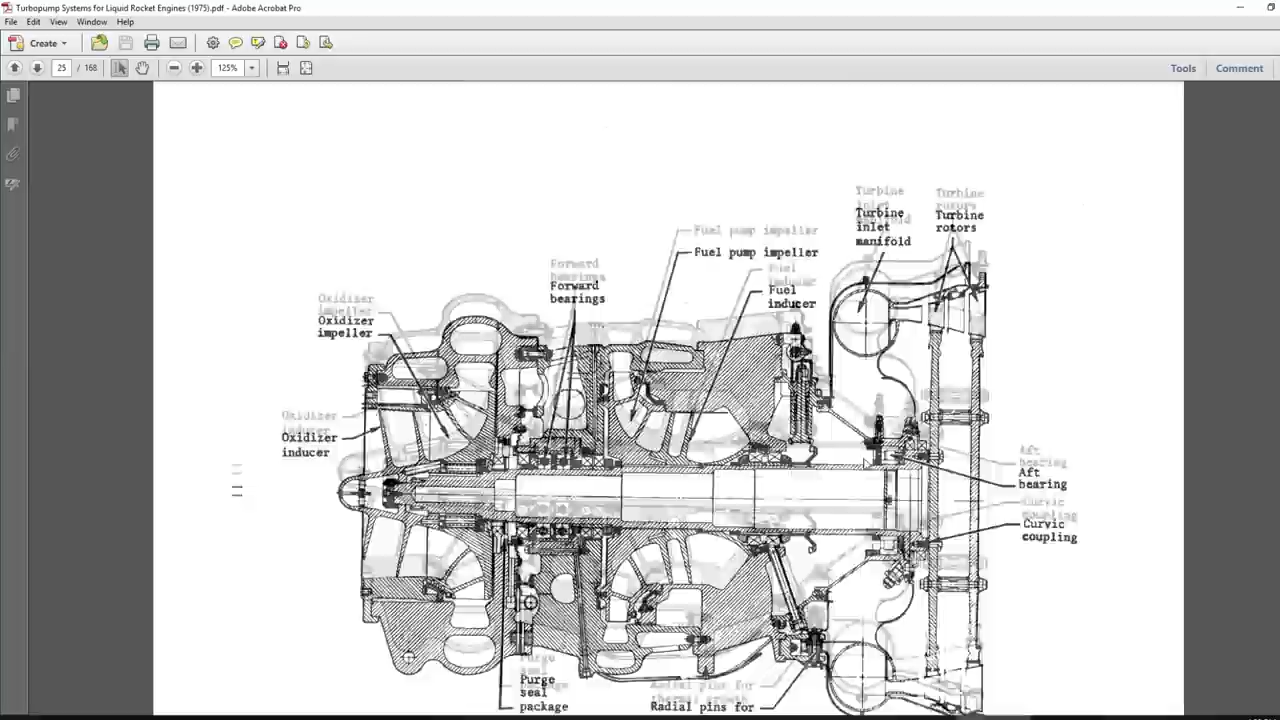 Turbopump Systems for Liquid Rocket Engines (1975).pdf - Adobe Acrobat Pro
File Edit View Window Help
Create
25 / 168
125%
Tools
Comment
Turbine
inlet
manifold
Turbine
rotors
Fuel pump impeller
Forward
bearings
Fuel
inducer
Oxidizer
impeller
Oxidizer
inducer
Aft
bearing
Curvic
coupling
Purge
seal
package
Radial pins for